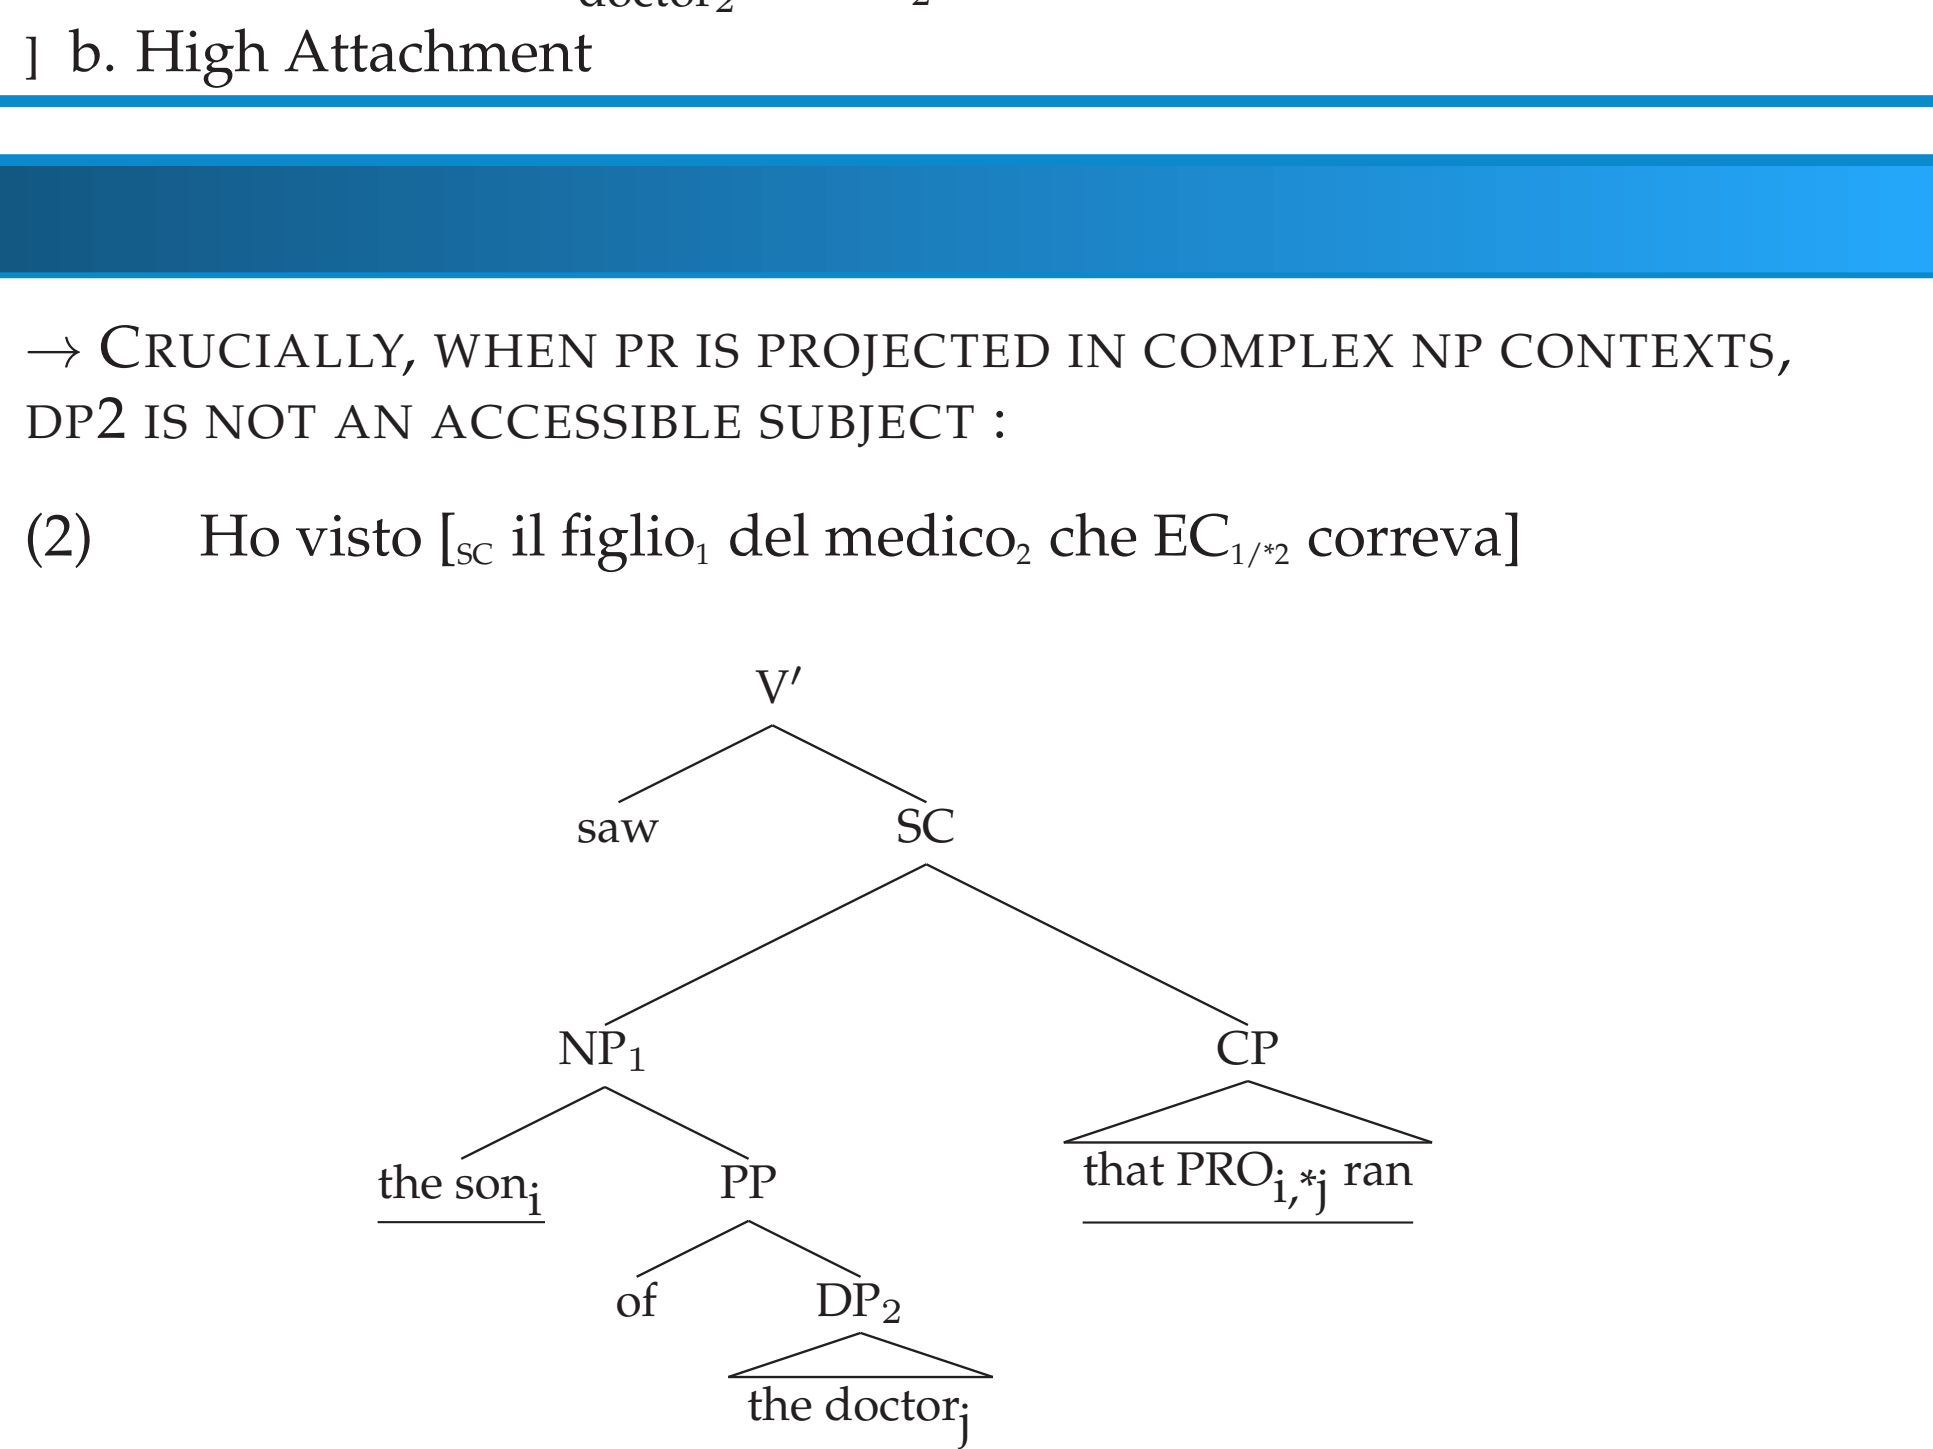 doctor₂ ₂
] b. High Attachment
→ CRUCIALLY, WHEN PR IS PROJECTED IN COMPLEX NP CONTEXTS,
DP2 IS NOT AN ACCESSIBLE SUBJECT :
(2) Ho visto [SC il figlio₁ del medico₂ che EC₁/*₂ correva]
V′
saw SC
NP₁ CP
the sonᵢ PP that PROi,*j ran
of DP₂
the doctorⱼ